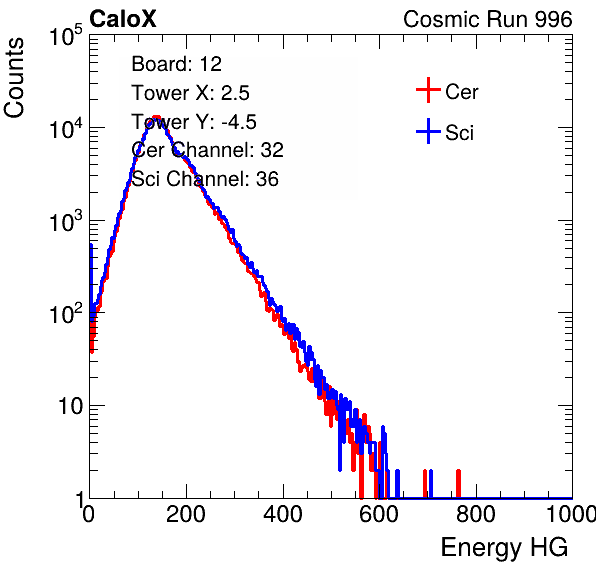 CaloX Cosmic Run 996
Counts
10^5
10^4
10^3
10^2
10
1
Board: 12
Tower X: 2.5
Tower Y: -4.5
Cer Channel: 32
Sci Channel: 36
Cer
Sci
0 200 400 600 800 1000
Energy HG